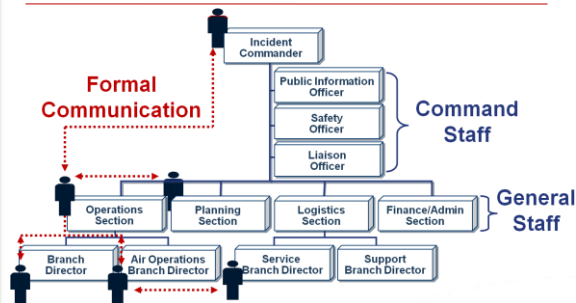 Incident
Commander
Formal
Communication
Public Information
Officer
Safety
Officer
Liaison
Officer
Command
Staff
Operations
Section
Planning
Section
Logistics
Section
Finance/Admin
Section
General
Staff
Branch
Director
Air Operations
Branch Director
Service
Branch Director
Support
Branch Director